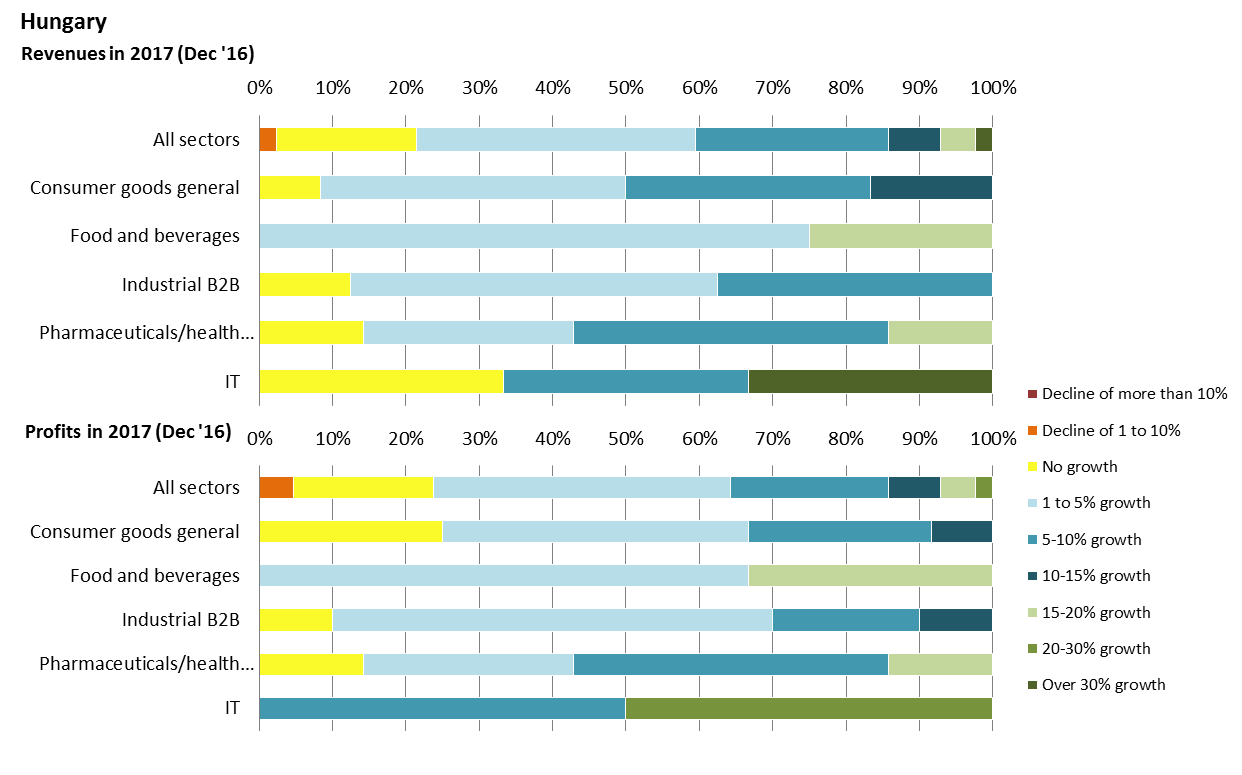 Hungary
Revenues in 2017 (Dec '16)
0% 10% 20% 30% 40% 50% 60% 70% 80% 90% 100%
All sectors
Consumer goods general
Food and beverages
Industrial B2B
Pharmaceuticals/health...
IT
Profits in 2017 (Dec '16)
0% 10% 20% 30% 40% 50% 60% 70% 80% 90% 100%
All sectors
Consumer goods general
Food and beverages
Industrial B2B
Pharmaceuticals/health...
IT
Decline of more than 10%
Decline of 1 to 10%
No growth
1 to 5% growth
5-10% growth
10-15% growth
15-20% growth
20-30% growth
Over 30% growth